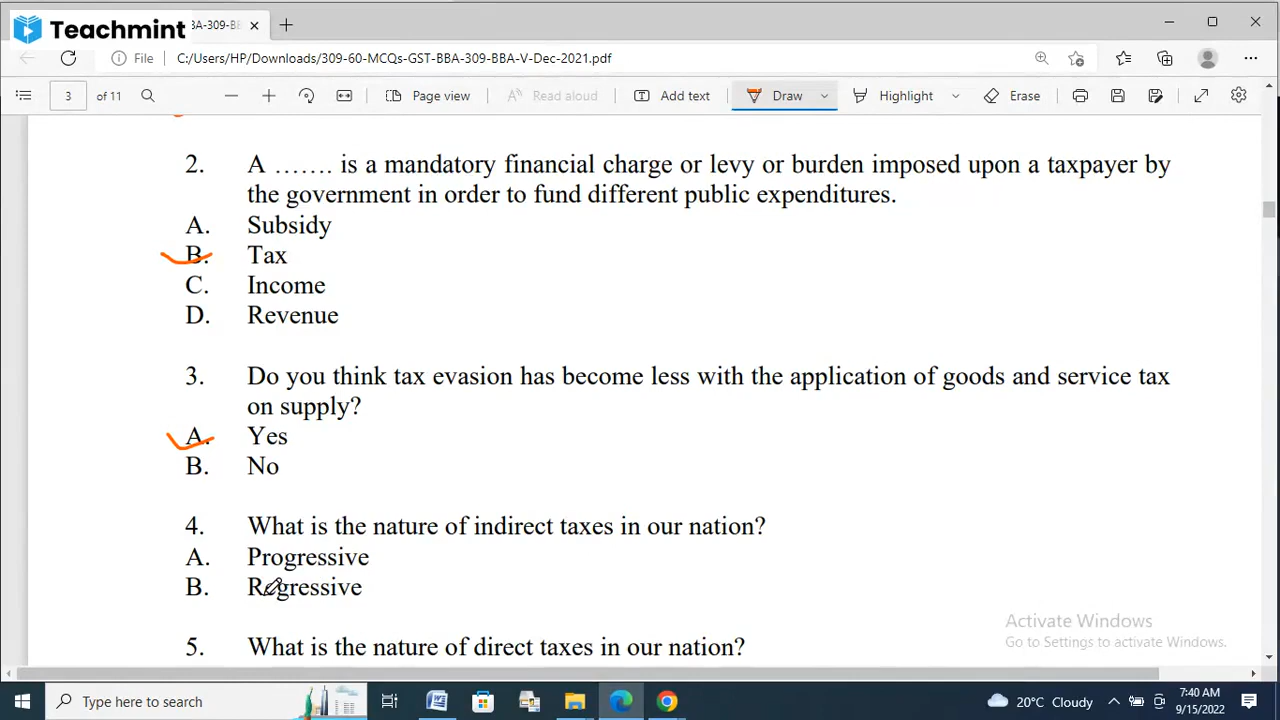 Teachmint
BA-309-BB
File C:/Users/HP/Downloads/309-60-MCQs-GST-BBA-309-BBA-V-Dec-2021.pdf
3 of 11 Page view Read aloud Add text Draw Highlight Erase
2. A ……. is a mandatory financial charge or levy or burden imposed upon a taxpayer by
the government in order to fund different public expenditures.
A. Subsidy
B. Tax
C. Income
D. Revenue
3. Do you think tax evasion has become less with the application of goods and service tax
on supply?
A. Yes
B. No
4. What is the nature of indirect taxes in our nation?
A. Progressive
B. Regressive
5. What is the nature of direct taxes in our nation?
Activate Windows
Go to Settings to activate Windows.
Type here to search
20°C Cloudy
7:40 AM
9/15/2022